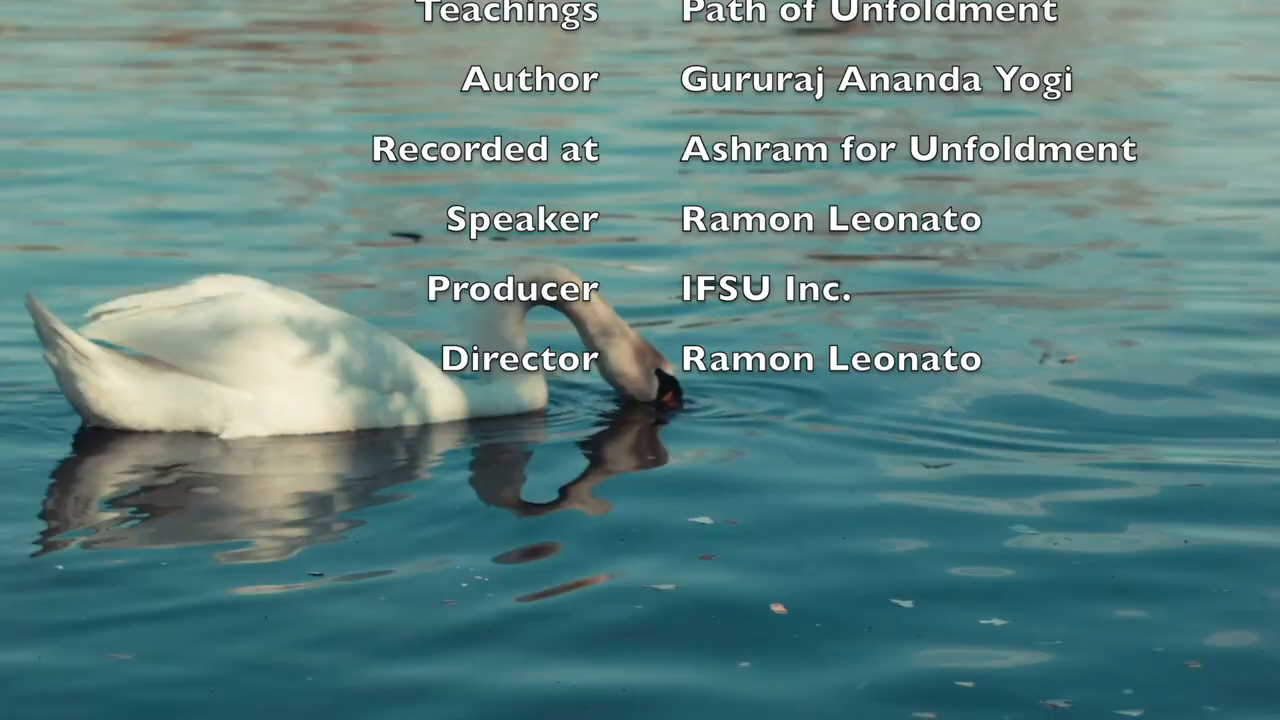 Teachings Path of Unfoldment
Author Gururaj Ananda Yogi
Recorded at Ashram for Unfoldment
Speaker Ramon Leonato
Producer IFSU Inc.
Director Ramon Leonato